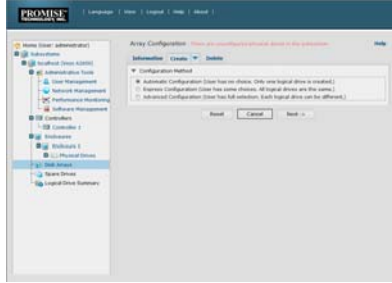 PROMISE
TECHNOLOGY, INC.
| Language | View | Logout | Help | About |
Home (User: administrator)
Subsystems
Administrative Tools
User Management
Network Management
Performance Monitoring
Software Management
Controllers
Controller 1
Enclosures
Enclosure 1
Physical Drives
Disk Arrays
Spare Drives
Logical Drive Summary
Array Configuration
Help
Information Create Delete
Configuration Method
Automatic Configuration (User has no choice. Only one logical drive is created.)
Express Configuration (User has some choices. All logical drives are the same.)
Advanced Configuration (User has full selection. Each logical drive can be different.)
Reset Cancel Next ->